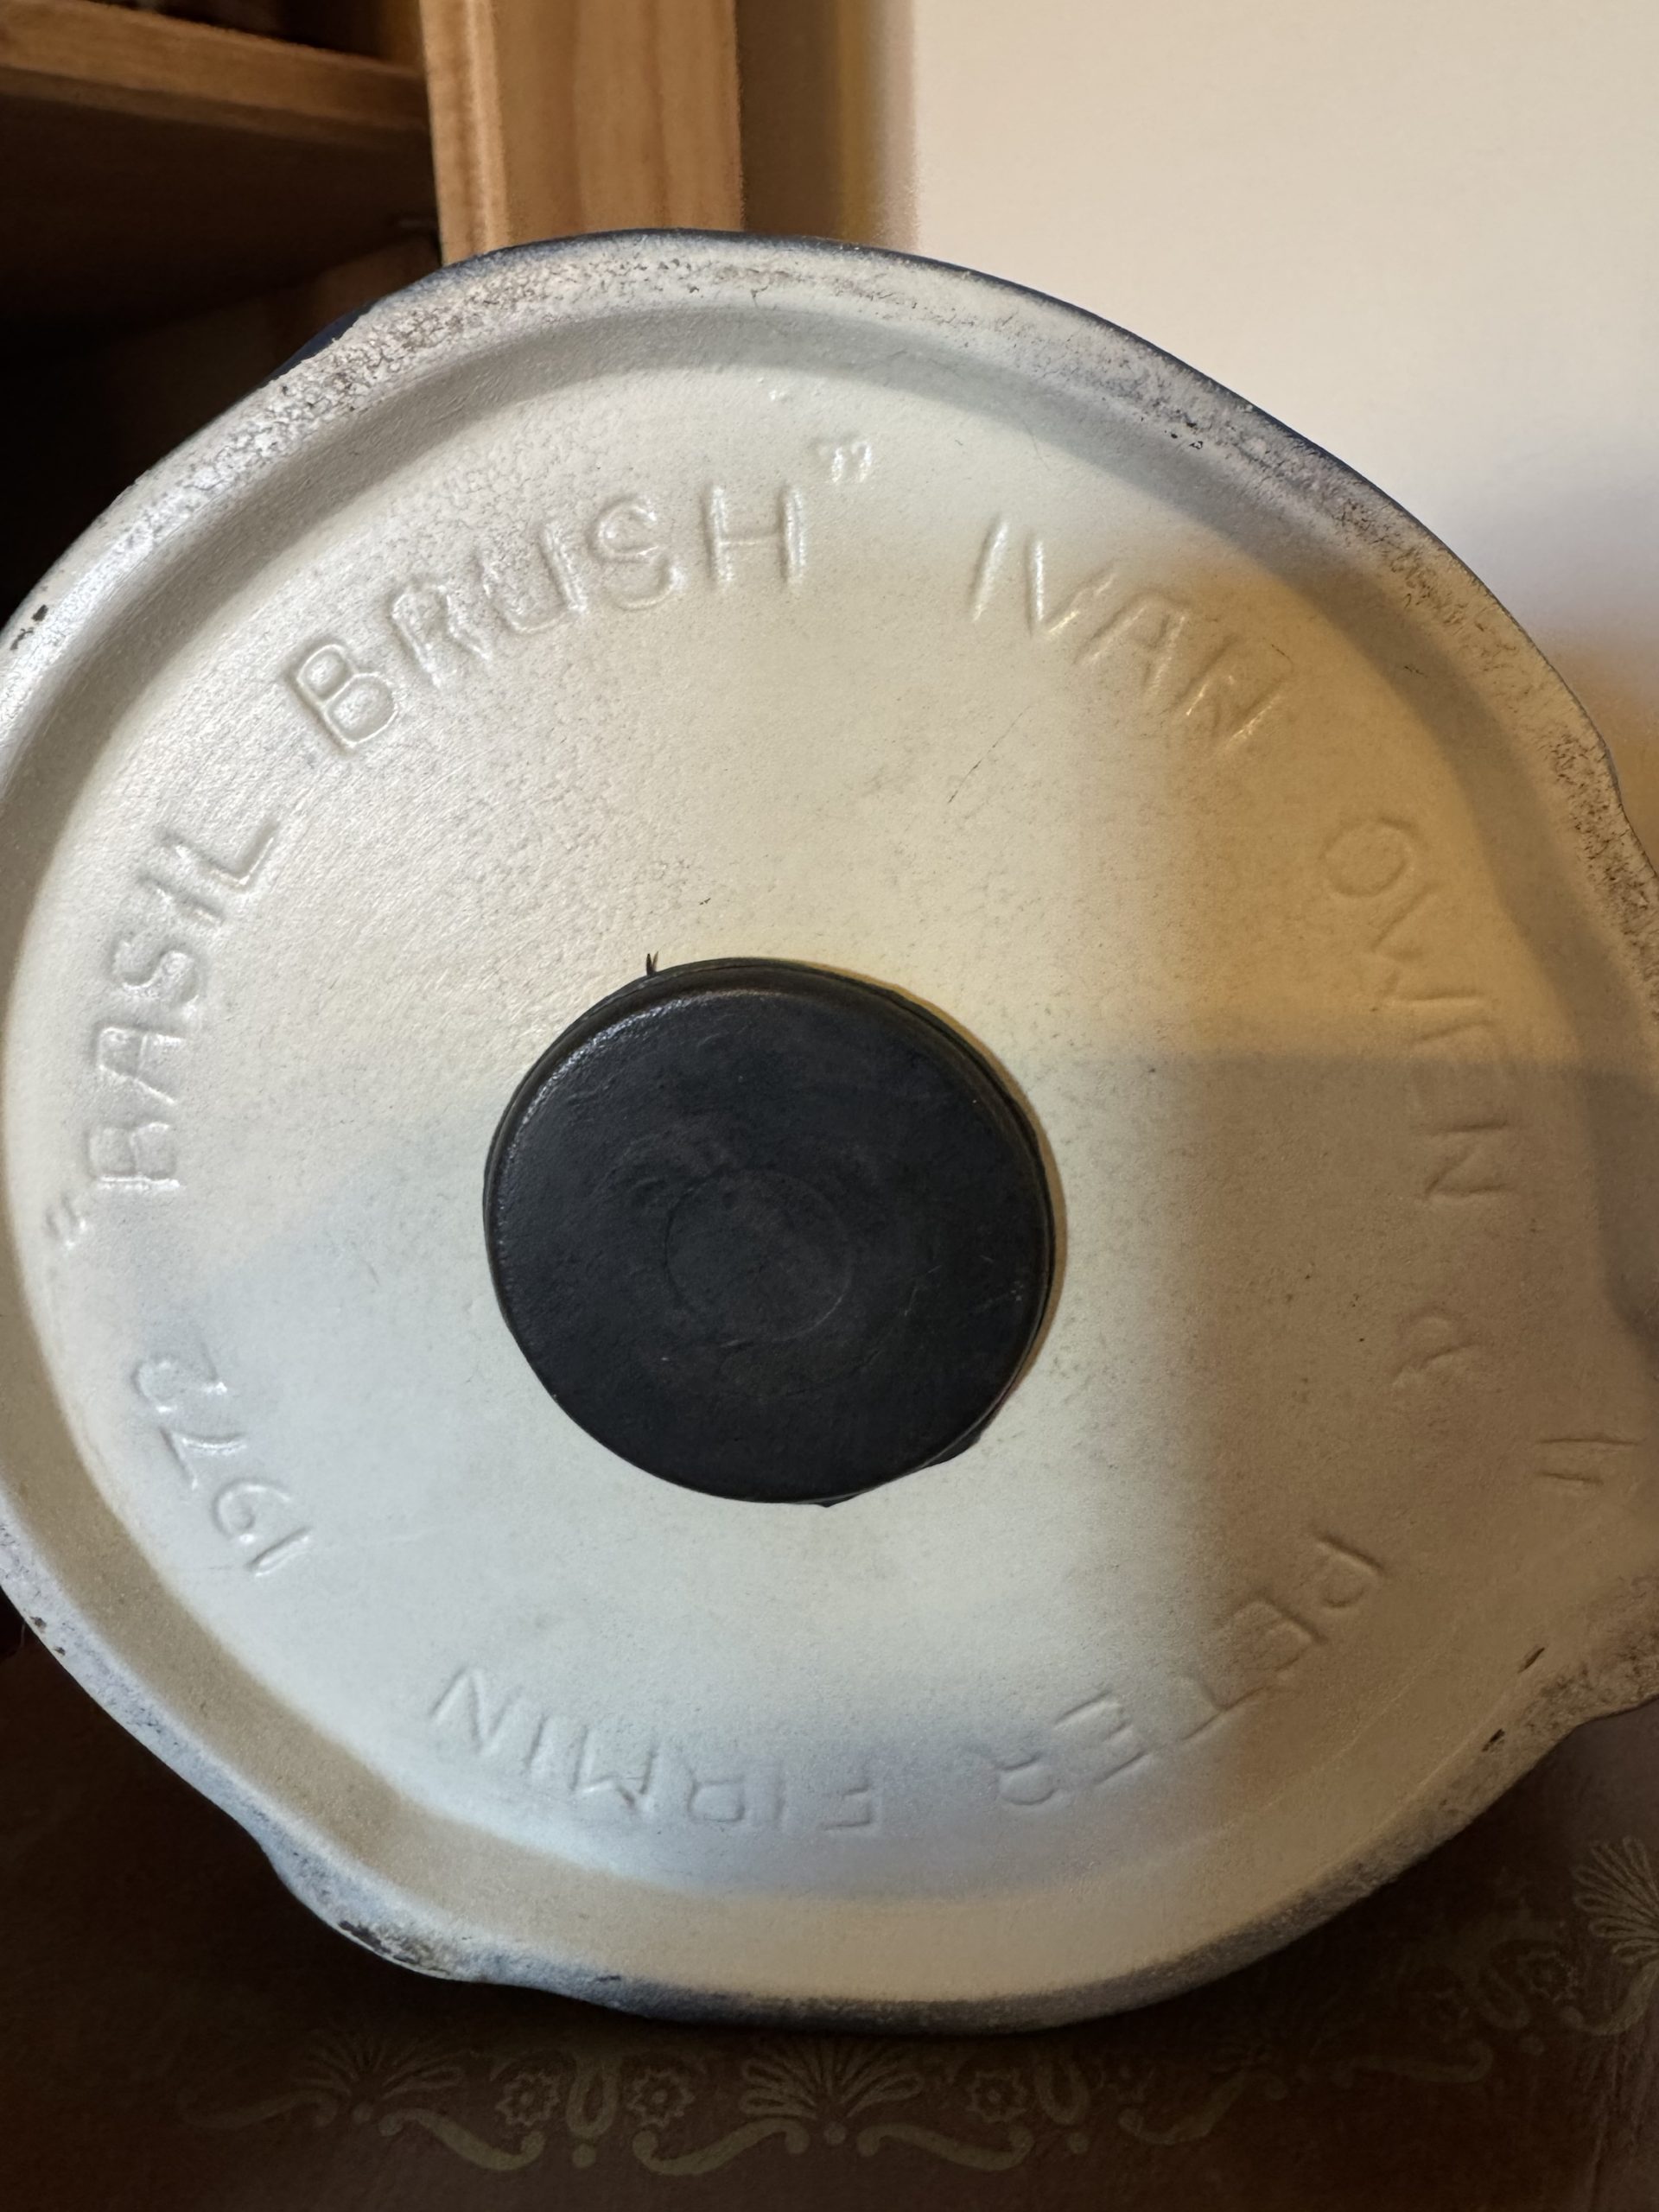 "BASIL BRUSH" IVAN OWEN & PETER FIRMIN 1972